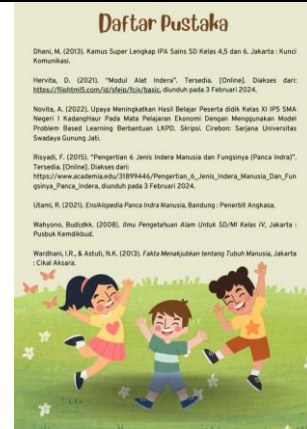 Daftar Pustaka
Dhani, M. (2013). Kamus Super Lengkap IPA Sains SD Kelas 4,5 dan 6. Jakarta : Kunci
Komunikasi.
Hervita, D. (2021). "Modul Alat Indera". Tersedia. [Online]. Diakses dari:
https://fliphtml5.com/id/sfejp/fcjx/basic, diunduh pada 3 Februari 2024.
Novita, A. (2022). Upaya Meningkatkan Hasil Belajar Peserta didik Kelas XI IPS SMA
Negeri 1 KadangHaur Pada Mata Pelajaran Ekonomi Dengan Mengunakan Model
Problem Based Learning Berbantuan LKPD. Skripsi. Cirebon: Sarjana Universitas
Swadaya Gunung Jati.
Risyadi, F. (2015). "Pengertian 6 Jenis Indera Manusia dan Fungsinya (Panca Indra)".
Tersedia. [Online]. Diakses dari:
https://www.academia.edu/31899446/Pengertian_6_Jenis_Indera_Manusia_Dan_Fun
gsinya_Panca_Indera, diunduh pada 3 Februari 2024.
Utami, R. (2021). Ensiklopedia Panca Indra Manusia, Bandung : Penerbit Angkasa.
Wahyono, Budi,dkk. (2008). Ilmu Pengetahuan Alam Untuk SD/MI Kelas IV, Jakarta :
Pusbuk Kemdikbud.
Wardhani, I.R., & Astuti, N.K. (2013). Fakta Menakjubkan tentang Tubuh Manusia, Jakarta
: Cikal Aksara.